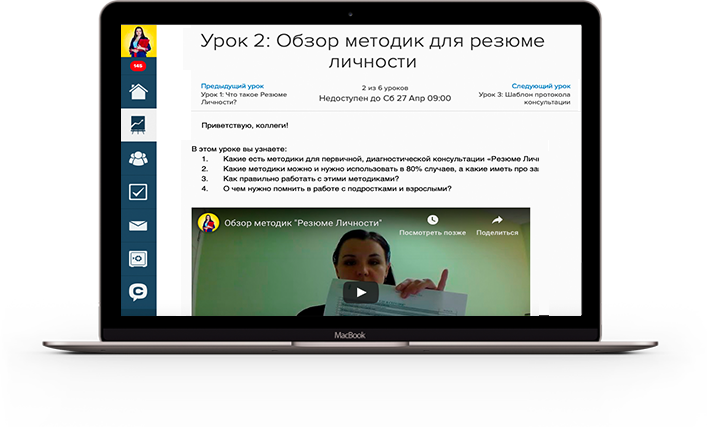 145
Урок 2: Обзор методик для резюме
личности
Предыдущий урок
Урок 1: Что такое Резюме
Личности?
2 из 6 уроков
Недоступен до Сб 27 Апр 09:00
Следующий урок
Урок 3: Шаблон протокола
консультации
Приветствую, коллеги!
В этом уроке вы узнаете:
1. Какие есть методики для первичной, диагностической консультации «Резюме Личн
2. Какие методики можно и нужно использовать в 80% случаев, а какие иметь про за
3. Как правильно работать с этими методиками?
4. О чем нужно помнить в работе с подростками и взрослыми?
Обзор методик "Резюме Личности"
Посмотреть позже
Поделиться
MacBook